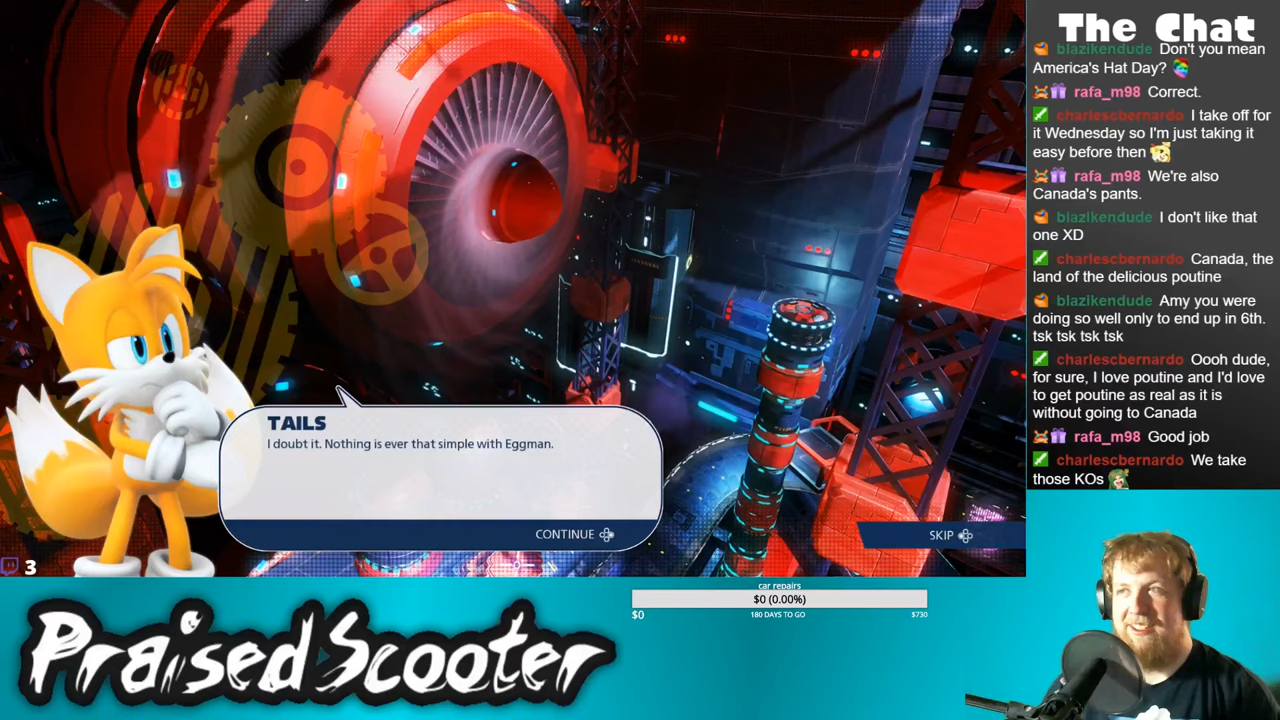 The Chat
blazikendude Don't you mean
America's Hat Day?
rafa_m98 Correct.
charlescbernardo I take off for
it Wednesday so I'm just taking it
easy before then
rafa_m98 We're also
Canada's pants.
blazikendude I don't like that
one XD
charlescbernardo Canada, the
land of the delicious poutine
blazikendude Amy you were
doing so well only to end up in 6th.
tsk tsk tsk tsk
charlescbernardo Oooh dude,
for sure, I love poutine and I'd love
to get poutine as real as it is
without going to Canada
rafa_m98 Good job
charlescbernardo We take
those KOs
TAILS
I doubt it. Nothing is ever that simple with Eggman.
CONTINUE
SKIP
3
car repairs
$0 (0.00%)
$0 180 DAYS TO GO $730
PraisedScooter